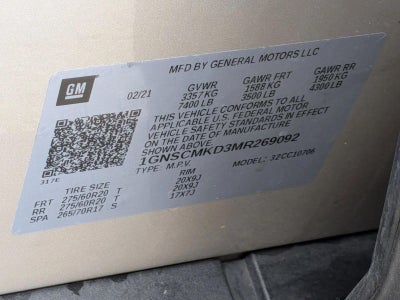 GM
MFD BY GENERAL MOTORS LLC
02/21
GVWR GAWR FRT GAWR RR
3357KG 1588 KG 1950 KG
7400 LB 3500 LB 4300 LB
THIS VEHICLE CONFORMS TO ALL
APPLICABLE U.S. FEDERAL MOTOR
VEHICLE SAFETY STANDARDS IN EFFECT
ON THE DATE OF MANUFACTURE
SHOWN ABOVE.
1GNSCMKD3MR269092
TYPE: M.P.V. MODEL: 32CC10706
317E
TIRE SIZE RIM
FRT 275/60R20 T 20X9J
RR 275/60R20 T 20X9J
SPA 265/70R17 S 17X7J